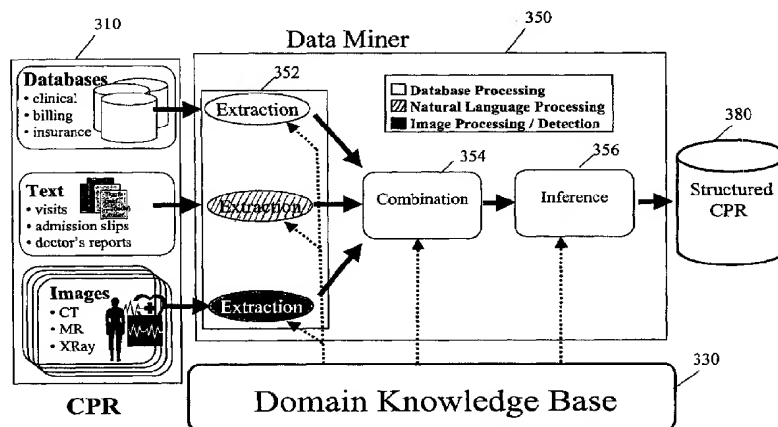 310
350
Data Miner
Databases
• clinical
• billing
• insurance
352
Extraction
Database Processing
Natural Language Processing
Image Processing / Detection
380
354
356
Text
• visits
• admission slips
• doctor's reports
Extraction
Combination
Inference
Structured
CPR
Images
• CT
• MR
• XRay
Extraction
330
CPR
Domain Knowledge Base